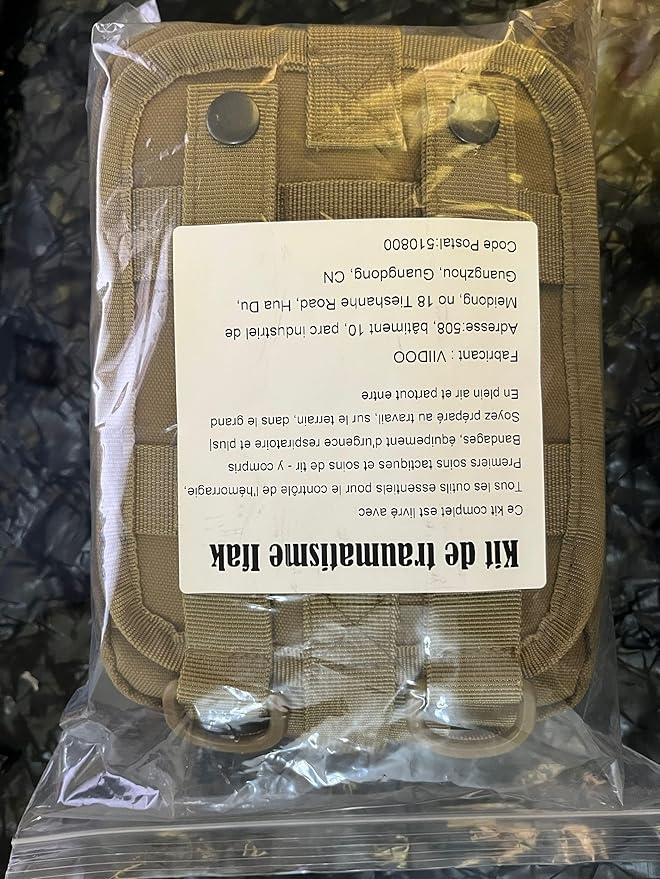 Kit de traumatisme Ifak
Ce kit complet est livré avec
Tous les outils essentiels pour le contrôle de l'hémorragie,
Premiers soins tactiques et soins de tir - y compris
Bandages, équipement d'urgence respiratoire et plus|
Soyez préparé au travail, sur le terrain, dans le grand
En plein air et partout entre
Fabricant : VIIDOO
Adresse:508, bâtiment 10, parc industriel de
Meidong, no 18 Tieshanhe Road, Hua Du,
Guangzhou, Guangdong, CN
Code Postal:510800